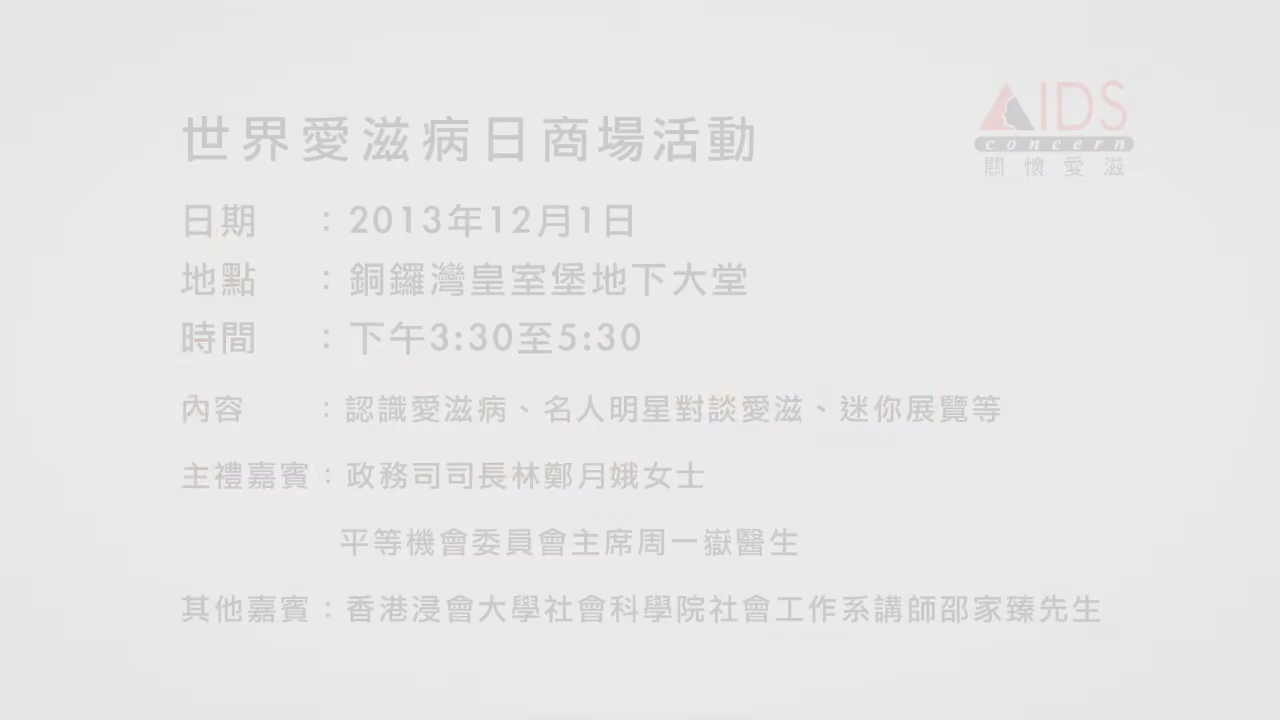 世界愛滋病日商場活動
AIDS
concern
關懷愛滋
日期 ：2013年12月1日
地點 ：銅鑼灣皇室堡地下大堂
時間 ：下午3:30至5:30
內容 ：認識愛滋病、名人明星對談愛滋、迷你展覽等
主禮嘉賓：政務司司長林鄭月娥女士
平等機會委員會主席周一嶽醫生
其他嘉賓：香港浸會大學社會科學院社會工作系講師邵家臻先生